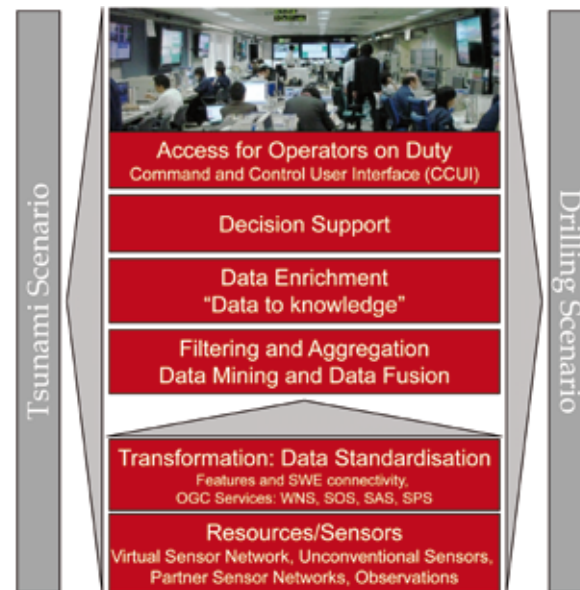 Tsunami Scenario
Access for Operators on Duty
Command and Control User Interface (CCUI)
Decision Support
Data Enrichment
“Data to knowledge”
Filtering and Aggregation
Data Mining and Data Fusion
Transformation: Data Standardisation
Features and SWE connectivity,
OGC Services: WNS, SOS, SAS, SPS
Resources/Sensors
Virtual Sensor Network, Unconventional Sensors,
Partner Sensor Networks, Observations
Drilling Scenario